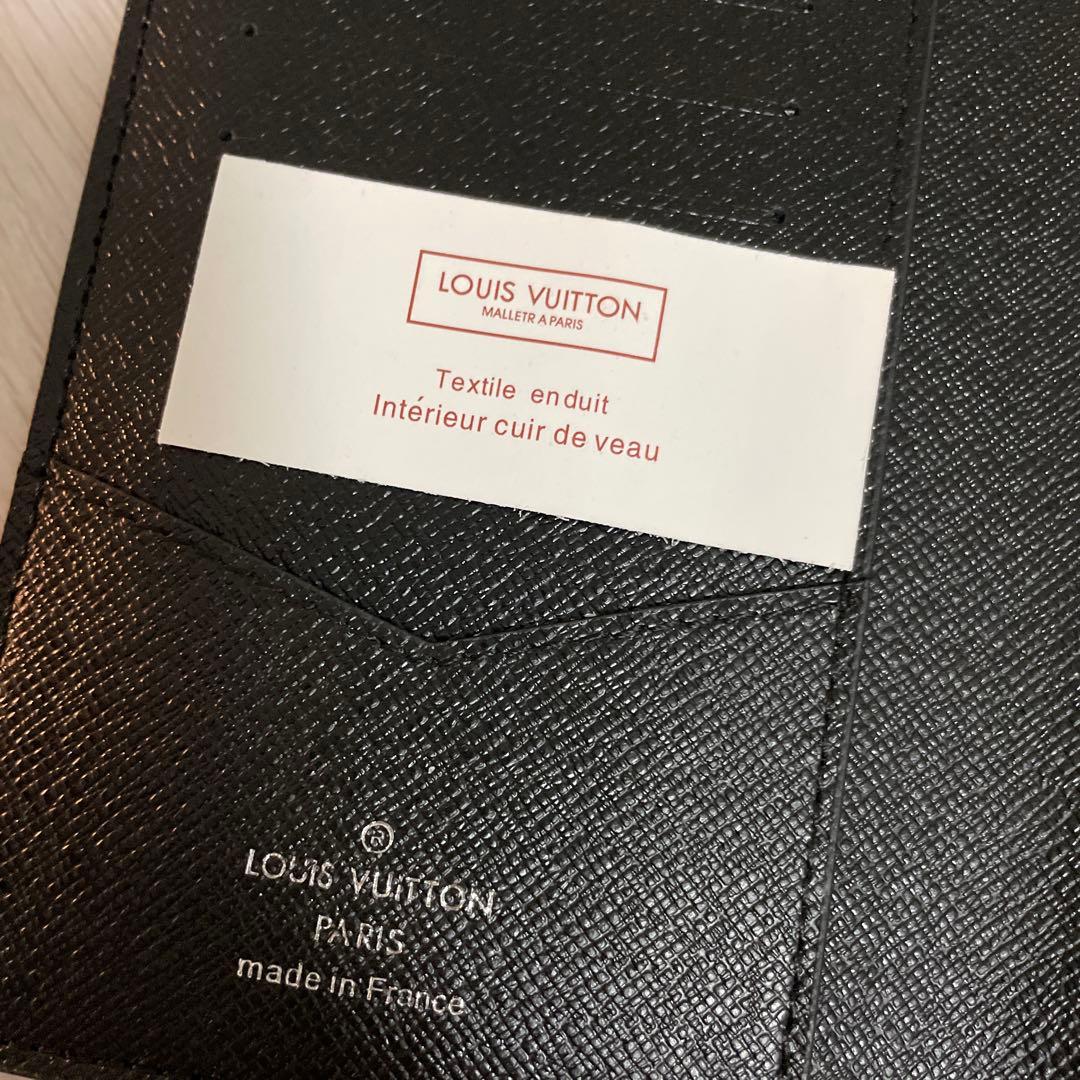 LOUIS VUITTON
MALLETR A PARIS
Textile enduit
Intérieur cuir de veau
®
LOUIS VUITTON
PARIS
made in France